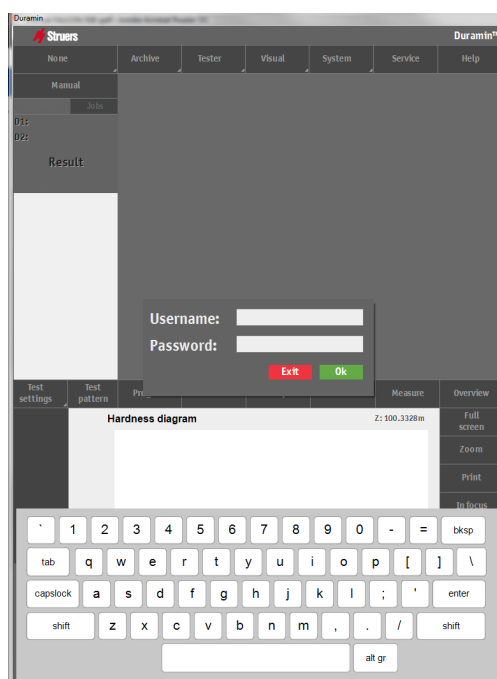 Duramin
Struers Duramin™
None Archive Tester Visual System Service Help
Manual
Jobs
D1:
D2:
Result
Username:
Password:
Exit Ok
Test settings Test pattern Measure Overview
Hardness diagram Z: 100.3328m Full screen
Zoom
Print
In focus
` 1 2 3 4 5 6 7 8 9 0 - = bksp
tab q w e r t y u i o p [ ] \
capslock a s d f g h j k l ; ' enter
shift z x c v b n m , . / shift
alt gr